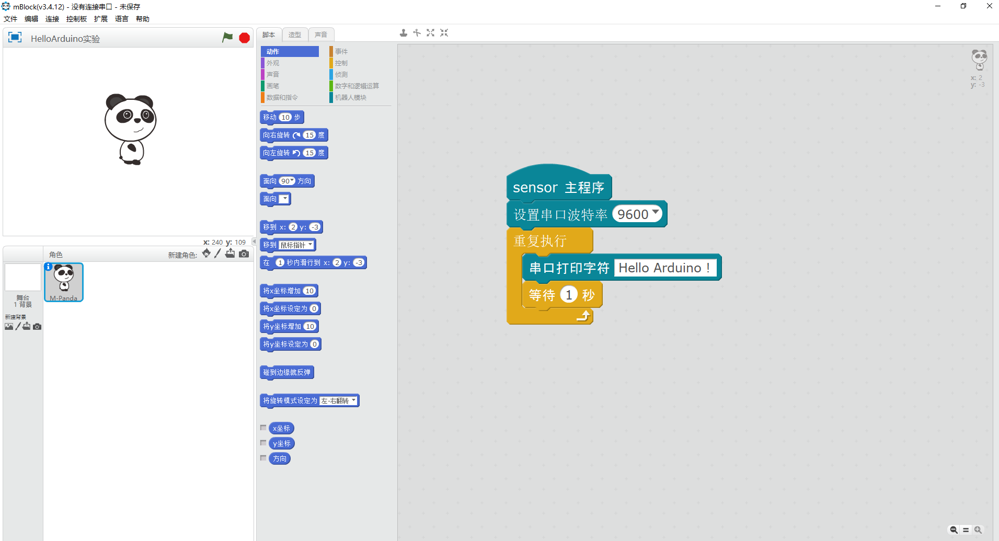 mBlock(v3.4.12) - 没有连接串口 - 未保存
文件 编辑 连接 控制板 扩展 语言 帮助
HelloArduino实验
x: 240 y: 109
角色
新建角色:
M-Panda
舞台
1 背景
新建背景
脚本 造型 声音
动作 事件
外观 控制
声音 侦测
画笔 数字和逻辑运算
数据和指令 机器人模块
移动 10 步
向右旋转 15 度
向左旋转 15 度
面向 90 方向
面向
移到 x: 2 y: -3
移到 鼠标指针
在 1 秒内滑行到 x: 2 y: -3
将x坐标增加 10
将x坐标设定为 0
将y坐标增加 10
将y坐标设定为 0
碰到边缘就反弹
将旋转模式设定为 左-右翻转
x坐标
y坐标
方向
sensor 主程序
设置串口波特率 9600
重复执行
串口打印字符 Hello Arduino！
等待 1 秒
x: 2
y: -3